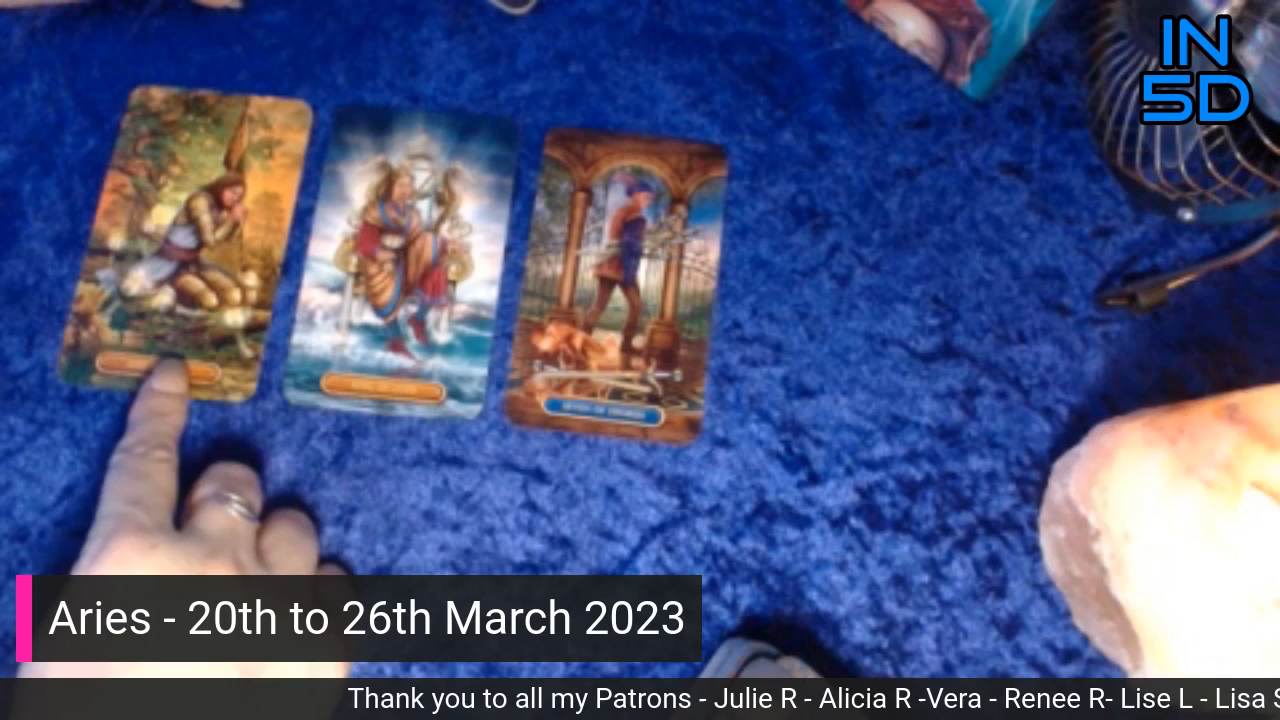 IN
5D
Aries - 20th to 26th March 2023
Thank you to all my Patrons - Julie R - Alicia R -Vera - Renee R- Lise L - Lisa S